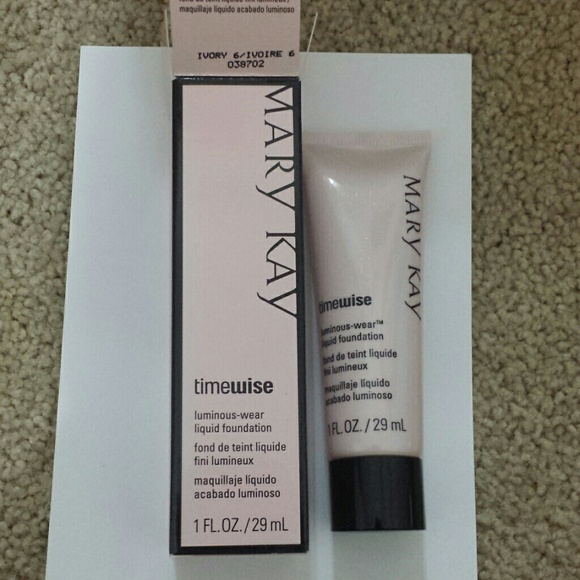 maquillaje líquido acabado luminoso
IVORY 6/IVOIRE 6
038702
MARY KAY
timewise
luminous-wear
liquid foundation
fond de teint liquide
fini lumineux
maquillaje líquido
acabado luminoso
1 FL.OZ./29 mL
MARY KAY
timewise
luminous-wear™
liquid foundation
fond de teint liquide
fini lumineux
maquillaje líquido
acabado luminoso
1 FL.OZ./29 mL